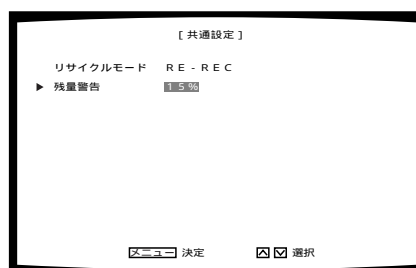 [ 共通設定 ]
リサイクルモード RE-REC
▶ 残量警告 15%
メニュー 決定 ∧ ∨ 選択